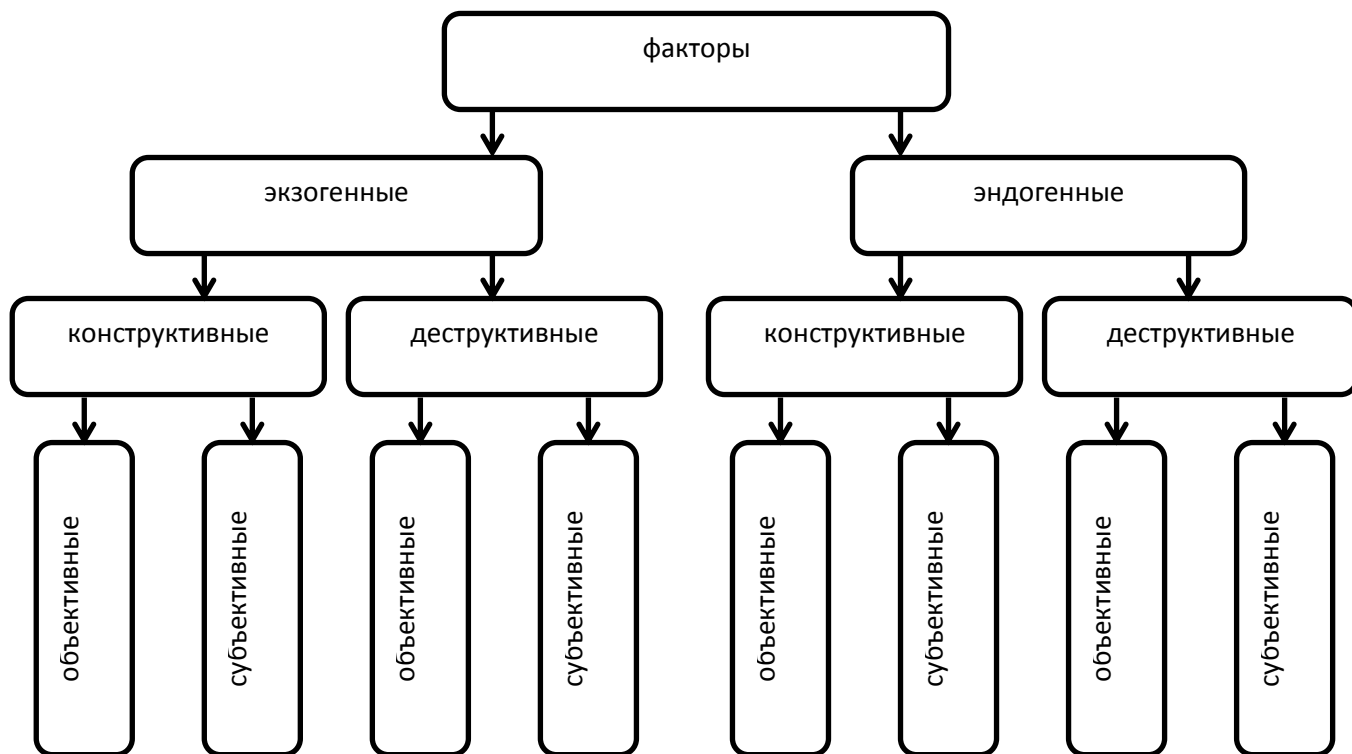 факторы
экзогенные
эндогенные
конструктивные
деструктивные
конструктивные
деструктивные
объективные
субъективные
объективные
субъективные
объективные
субъективные
объективные
субъективные